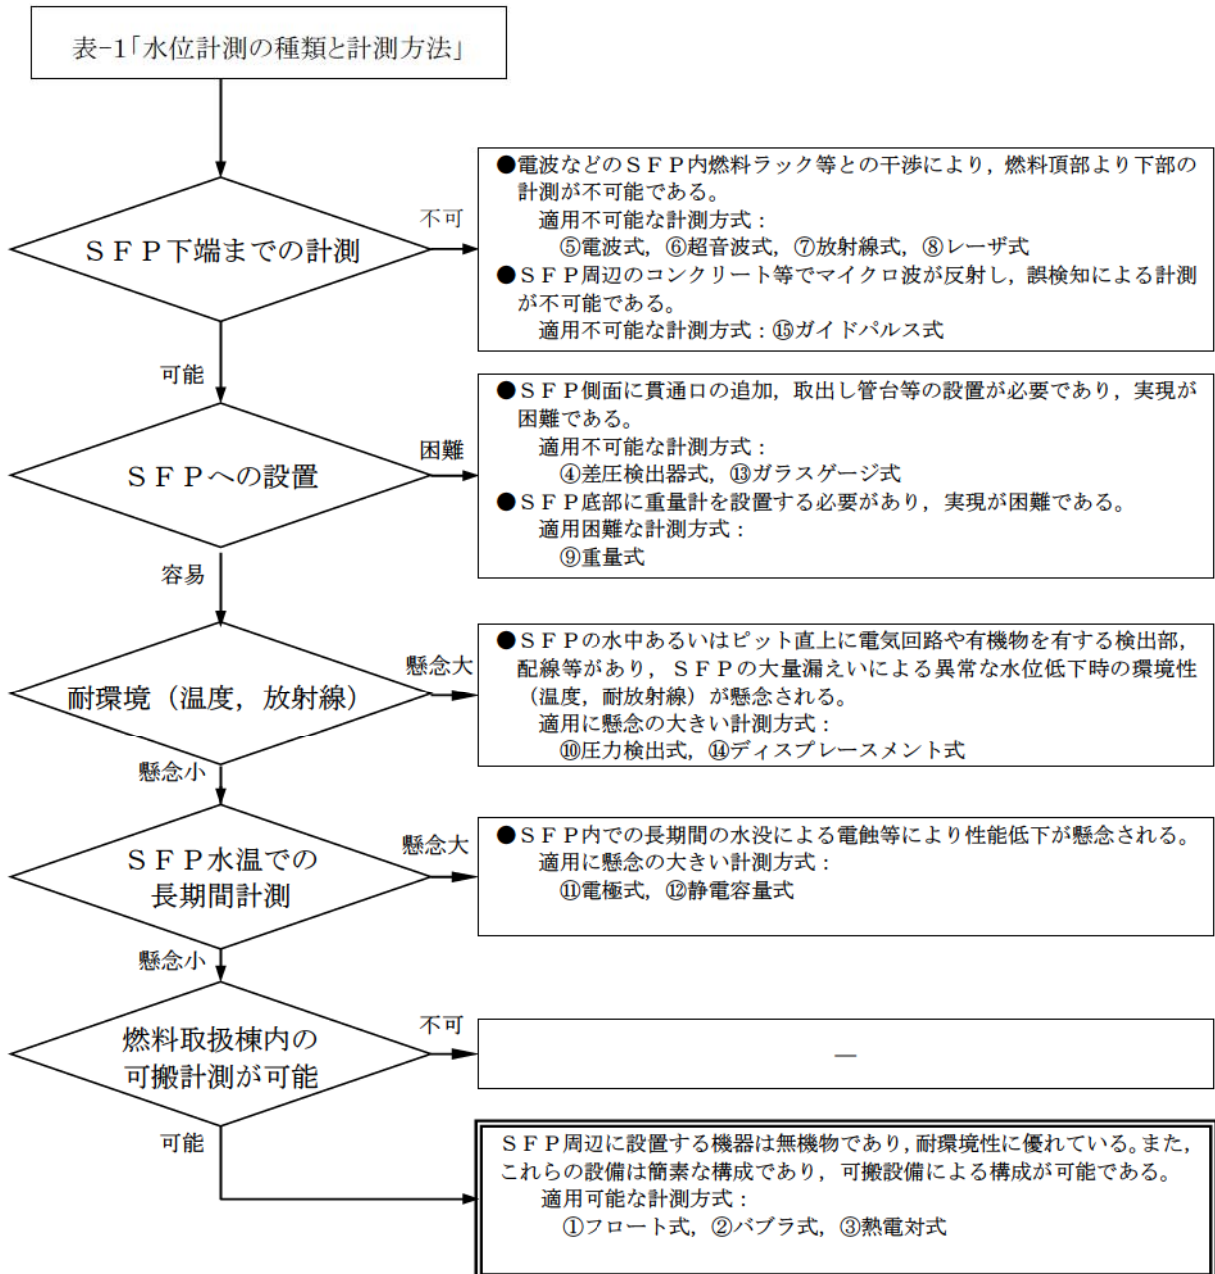 表-1「水位計測の種類と計測方法」
●電波などのSFP内燃料ラック等との干渉により，燃料頂部より下部の
計測が不可能である。
適用不可能な計測方式：
⑤電波式，⑥超音波式，⑦放射線式，⑧レーザ式
●SFP周辺のコンクリート等でマイクロ波が反射し，誤検知による計測
が不可能である。
適用不可能な計測方式：⑮ガイドパルス式
不可
SFP下端までの計測
可能
●SFP側面に貫通口の追加，取出し管台等の設置が必要であり，実現が
困難である。
適用不可能な計測方式：
④差圧検出器式，⑬ガラスゲージ式
●SFP底部に重量計を設置する必要があり，実現が困難である。
適用困難な計測方式：
⑨重量式
困難
SFPへの設置
容易
●SFPの水中あるいはピット直上に電気回路や有機物を有する検出部，
配線等があり，SFPの大量漏えいによる異常な水位低下時の環境性
（温度，耐放射線）が懸念される。
適用に懸念の大きい計測方式：
⑩圧力検出式，⑭ディスプレースメント式
懸念大
耐環境（温度，放射線）
懸念小
●SFP内での長期間の水没による電蝕等により性能低下が懸念される。
適用に懸念の大きい計測方式：
⑪電極式，⑫静電容量式
懸念大
SFP水温での
長期間計測
懸念小
不可
燃料取扱棟内の
可搬計測が可能
―
可能
SFP周辺に設置する機器は無機物であり，耐環境性に優れている。また，
これらの設備は簡素な構成であり，可搬設備による構成が可能である。
適用可能な計測方式：
①フロート式，②バブラ式，③熱電対式